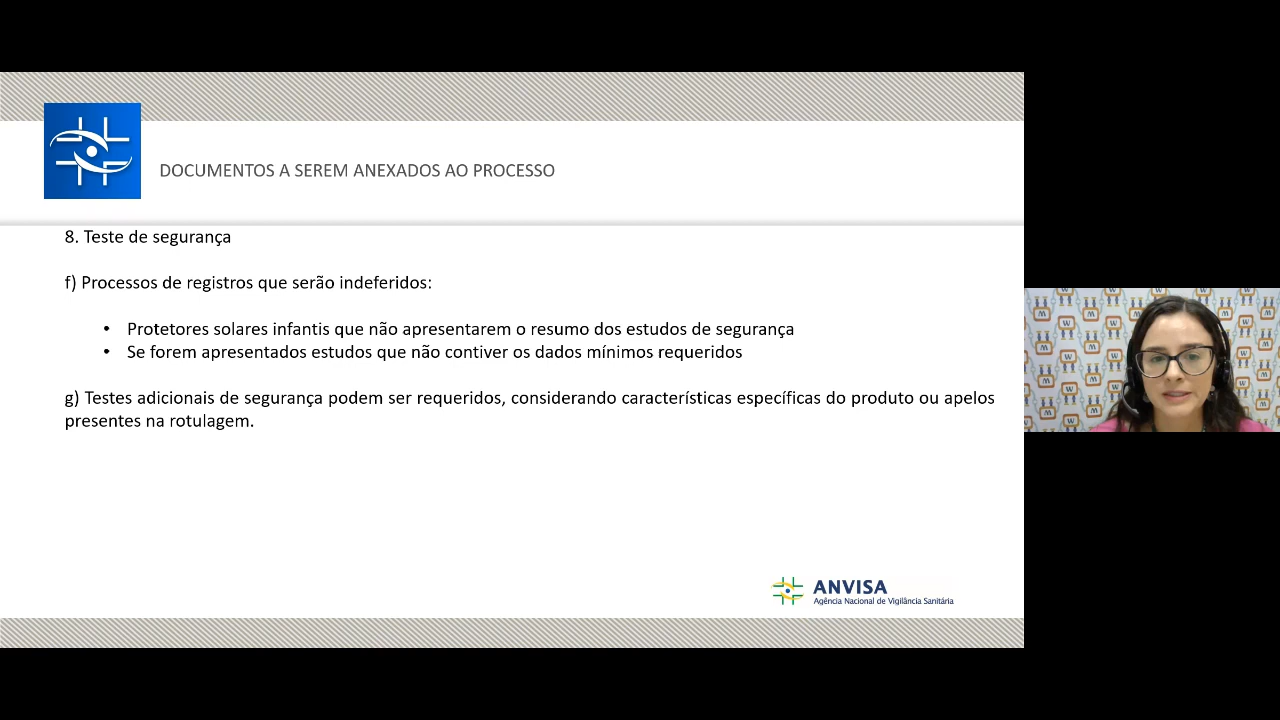 DOCUMENTOS A SEREM ANEXADOS AO PROCESSO
8. Teste de segurança
f) Processos de registros que serão indeferidos:
• Protetores solares infantis que não apresentarem o resumo dos estudos de segurança
• Se forem apresentados estudos que não contiver os dados mínimos requeridos
g) Testes adicionais de segurança podem ser requeridos, considerando características específicas do produto ou apelos
presentes na rotulagem.
ANVISA
Agência Nacional de Vigilância Sanitária